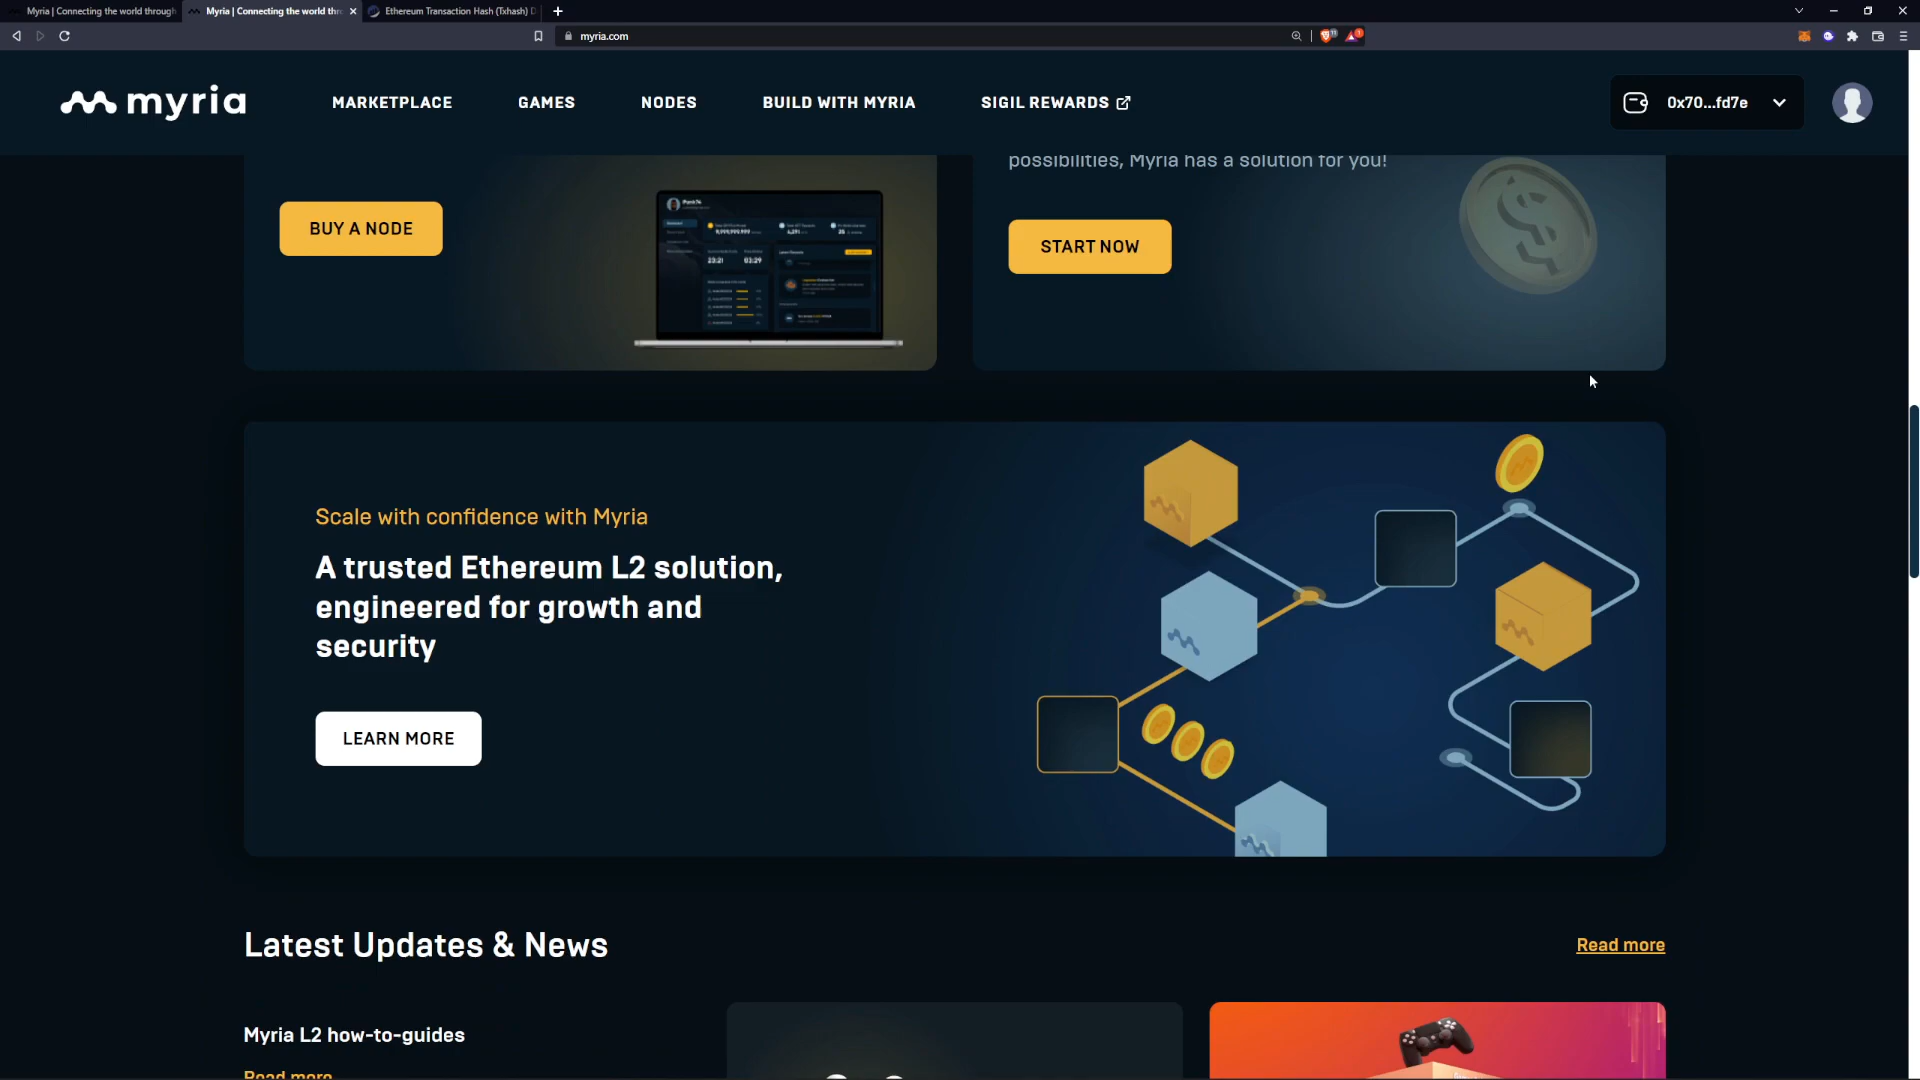 Myria | Connecting the world through
Myria | Connecting the world thr
Ethereum Transaction Hash (Txhash) D
myria.com
myria
MARKETPLACE
GAMES
NODES
BUILD WITH MYRIA
SIGIL REWARDS
0x70...fd7e
possibilities, Myria has a solution for you!
BUY A NODE
START NOW
Scale with confidence with Myria
A trusted Ethereum L2 solution,
engineered for growth and
security
LEARN MORE
Latest Updates & News
Read more
Myria L2 how-to-guides
Read more